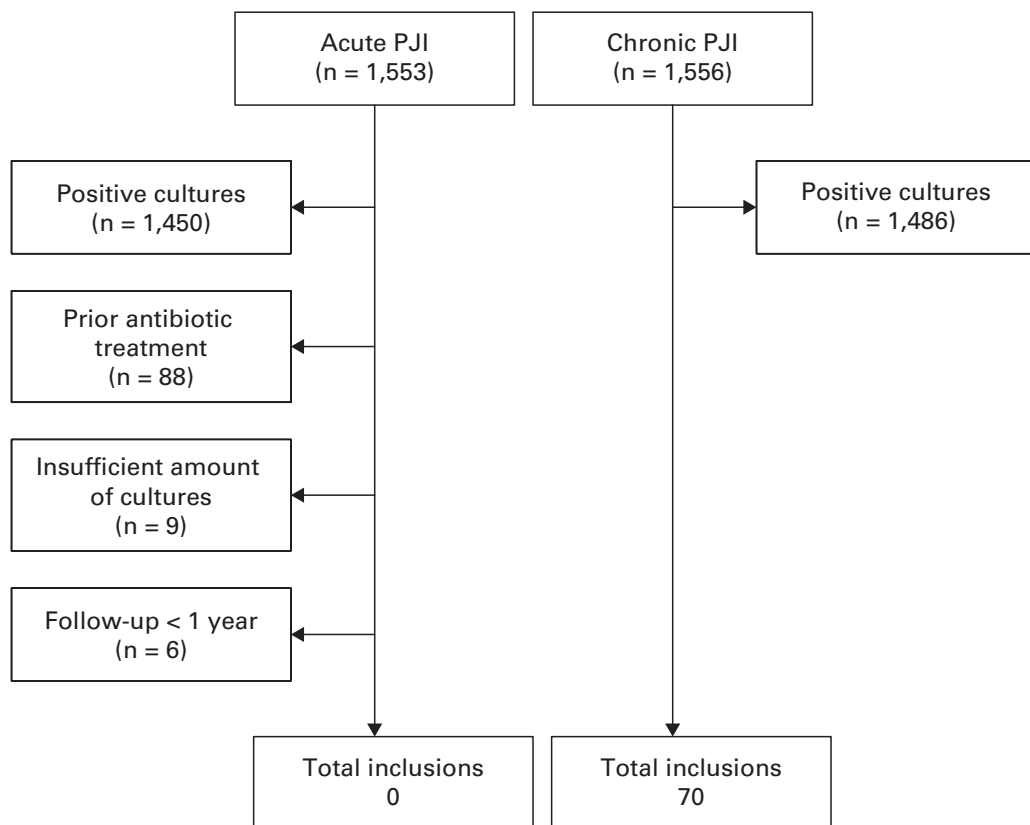 Acute PJI
(n = 1,553)
Chronic PJI
(n = 1,556)
Positive cultures
(n = 1,450)
Positive cultures
(n = 1,486)
Prior antibiotic
treatment
(n = 88)
Insufficient amount
of cultures
(n = 9)
Follow-up < 1 year
(n = 6)
Total inclusions
0
Total inclusions
70